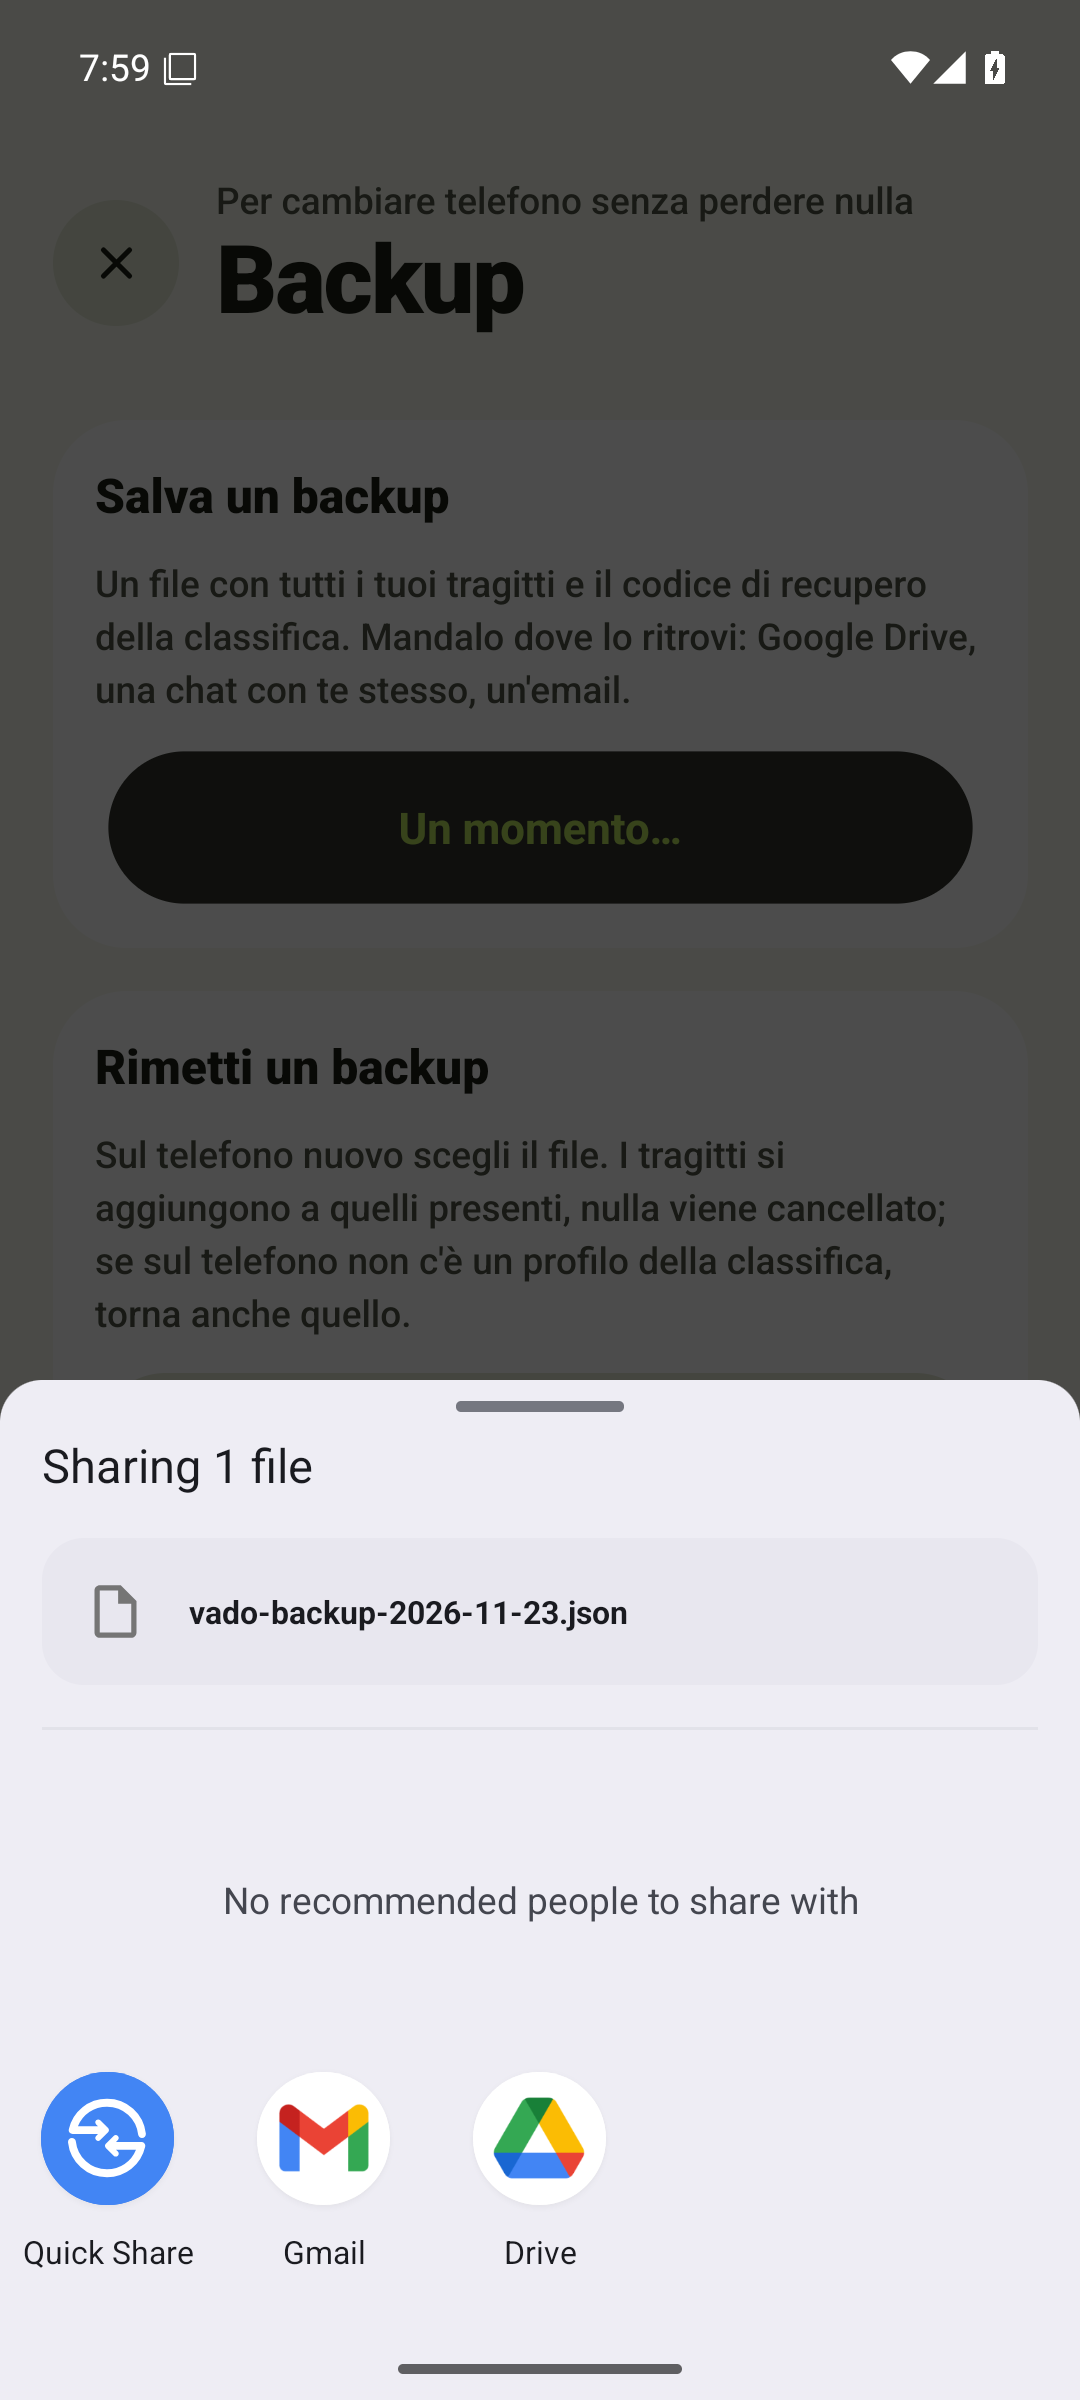 7:59
Per cambiare telefono senza perdere nulla
Backup
Salva un backup
Un file con tutti i tuoi tragitti e il codice di recupero
della classifica. Mandalo dove lo ritrovi: Google Drive,
una chat con te stesso, un'email.
Un momento…
Rimetti un backup
Sul telefono nuovo scegli il file. I tragitti si
aggiungono a quelli presenti, nulla viene cancellato;
se sul telefono non c'è un profilo della classifica,
torna anche quello.
Sharing 1 file
vado-backup-2026-11-23.json
No recommended people to share with
Quick Share
Gmail
Drive